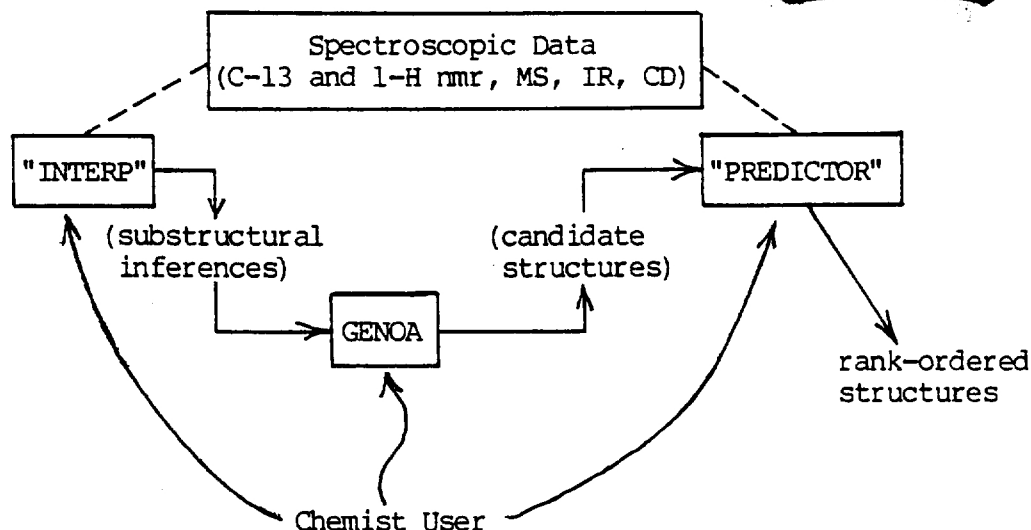 Spectroscopic Data
(C-13 and 1-H nmr, MS, IR, CD)
"INTERP"
"PREDICTOR"
(substructural
inferences)
(candidate
structures)
GENOA
rank-ordered
structures
Chemist User